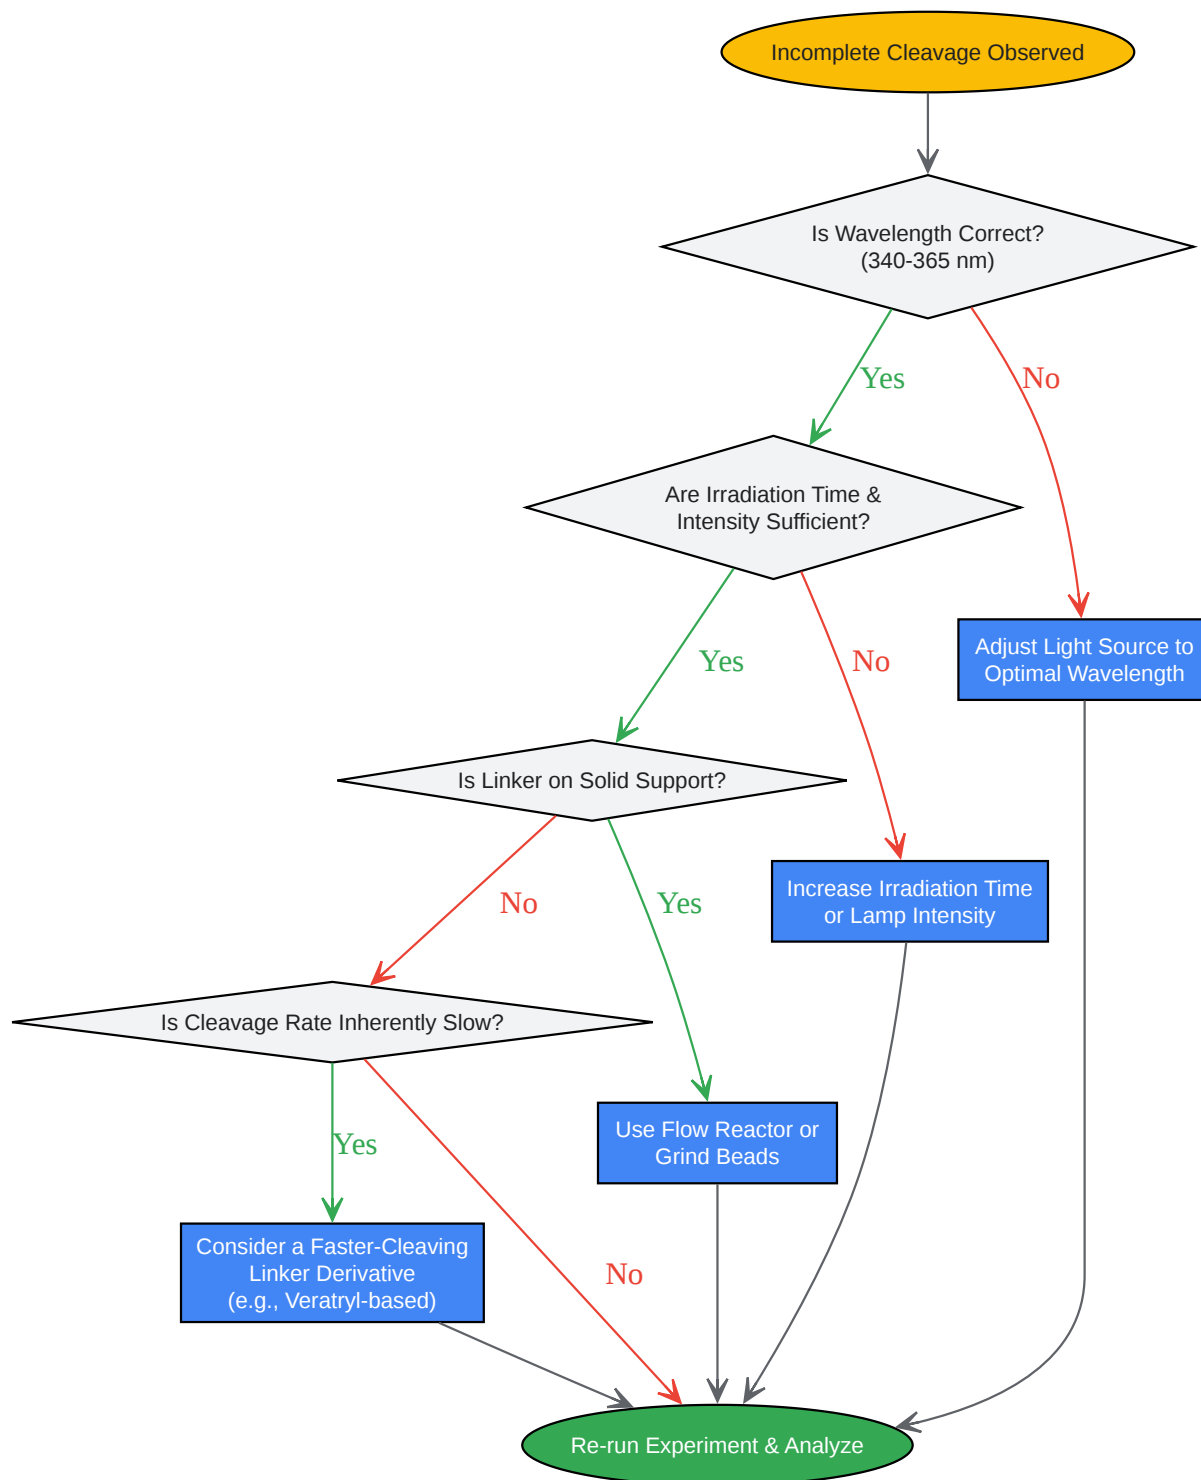 Incomplete Cleavage Observed
Is Wavelength Correct?
(340-365 nm)
Yes
No
Are Irradiation Time &
Intensity Sufficient?
Adjust Light Source to
Optimal Wavelength
Yes
No
Is Linker on Solid Support?
Increase Irradiation Time
or Lamp Intensity
No
Yes
Is Cleavage Rate Inherently Slow?
Use Flow Reactor or
Grind Beads
Yes
Consider a Faster-Cleaving
Linker Derivative
(e.g., Veratryl-based)
No
Re-run Experiment & Analyze